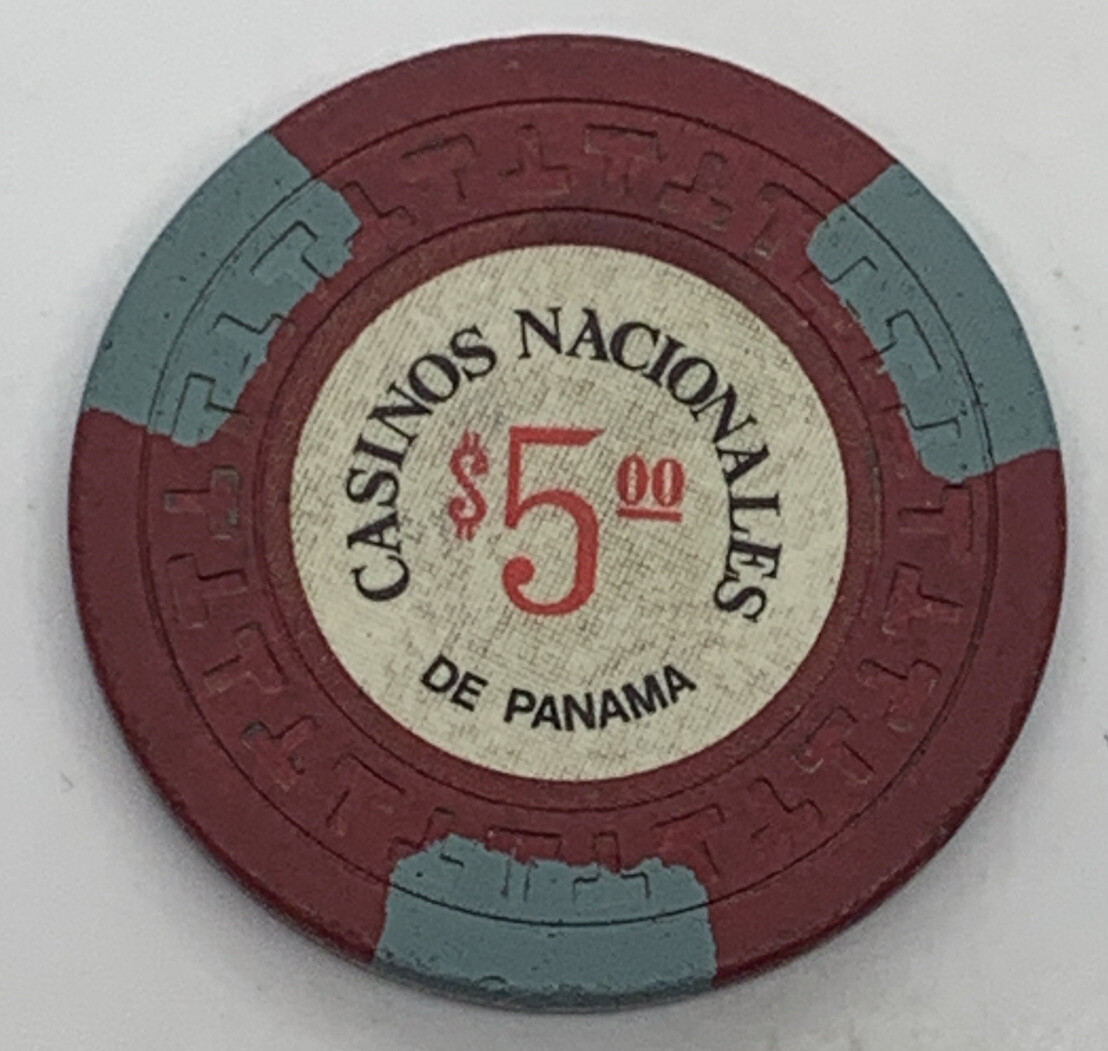 CASINOS NACIONALES
$5.00
DE PANAMA